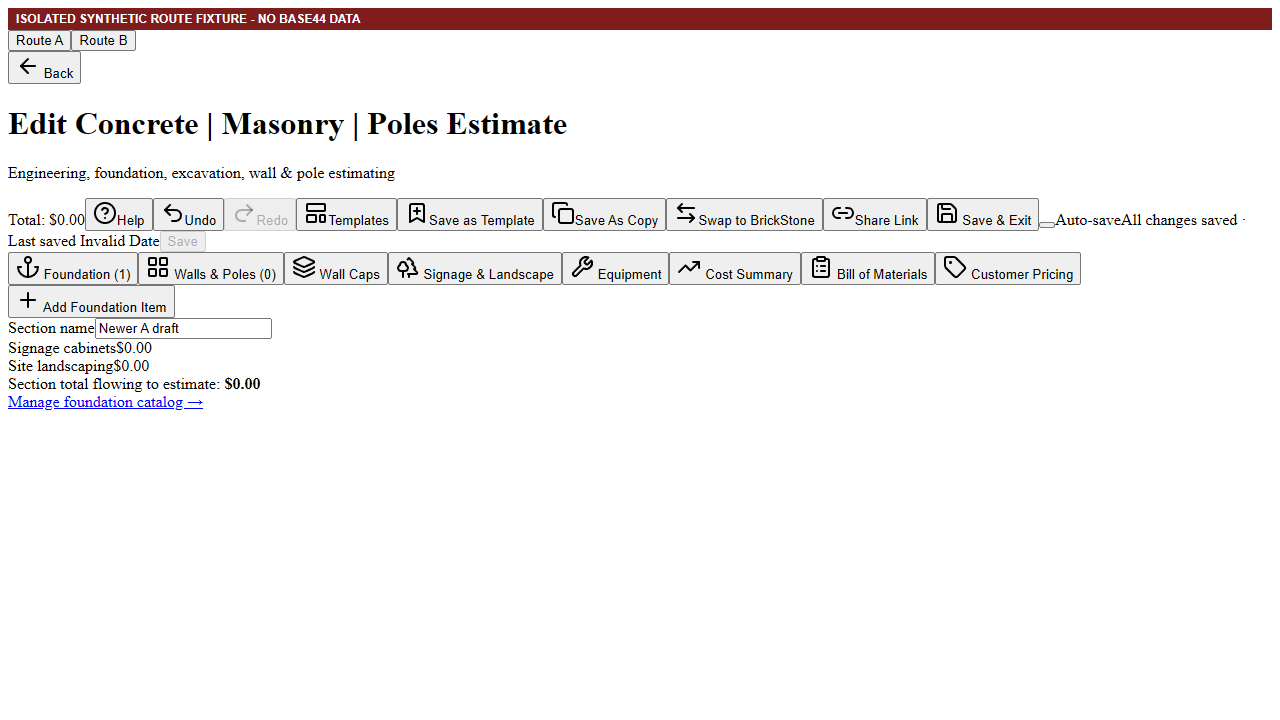 ISOLATED SYNTHETIC ROUTE FIXTURE - NO BASE44 DATA
Route A Route B
Back
Edit Concrete | Masonry | Poles Estimate
Engineering, foundation, excavation, wall & pole estimating
Total: $0.00 Help Undo Redo Templates Save as Template Save As Copy Swap to BrickStone Share Link Save & Exit Auto-saveAll changes saved ·
Last saved Invalid Date Save
Foundation (1) Walls & Poles (0) Wall Caps Signage & Landscape Equipment Cost Summary Bill of Materials Customer Pricing
Add Foundation Item
Section name Newer A draft
Signage cabinets$0.00
Site landscaping$0.00
Section total flowing to estimate: $0.00
Manage foundation catalog →